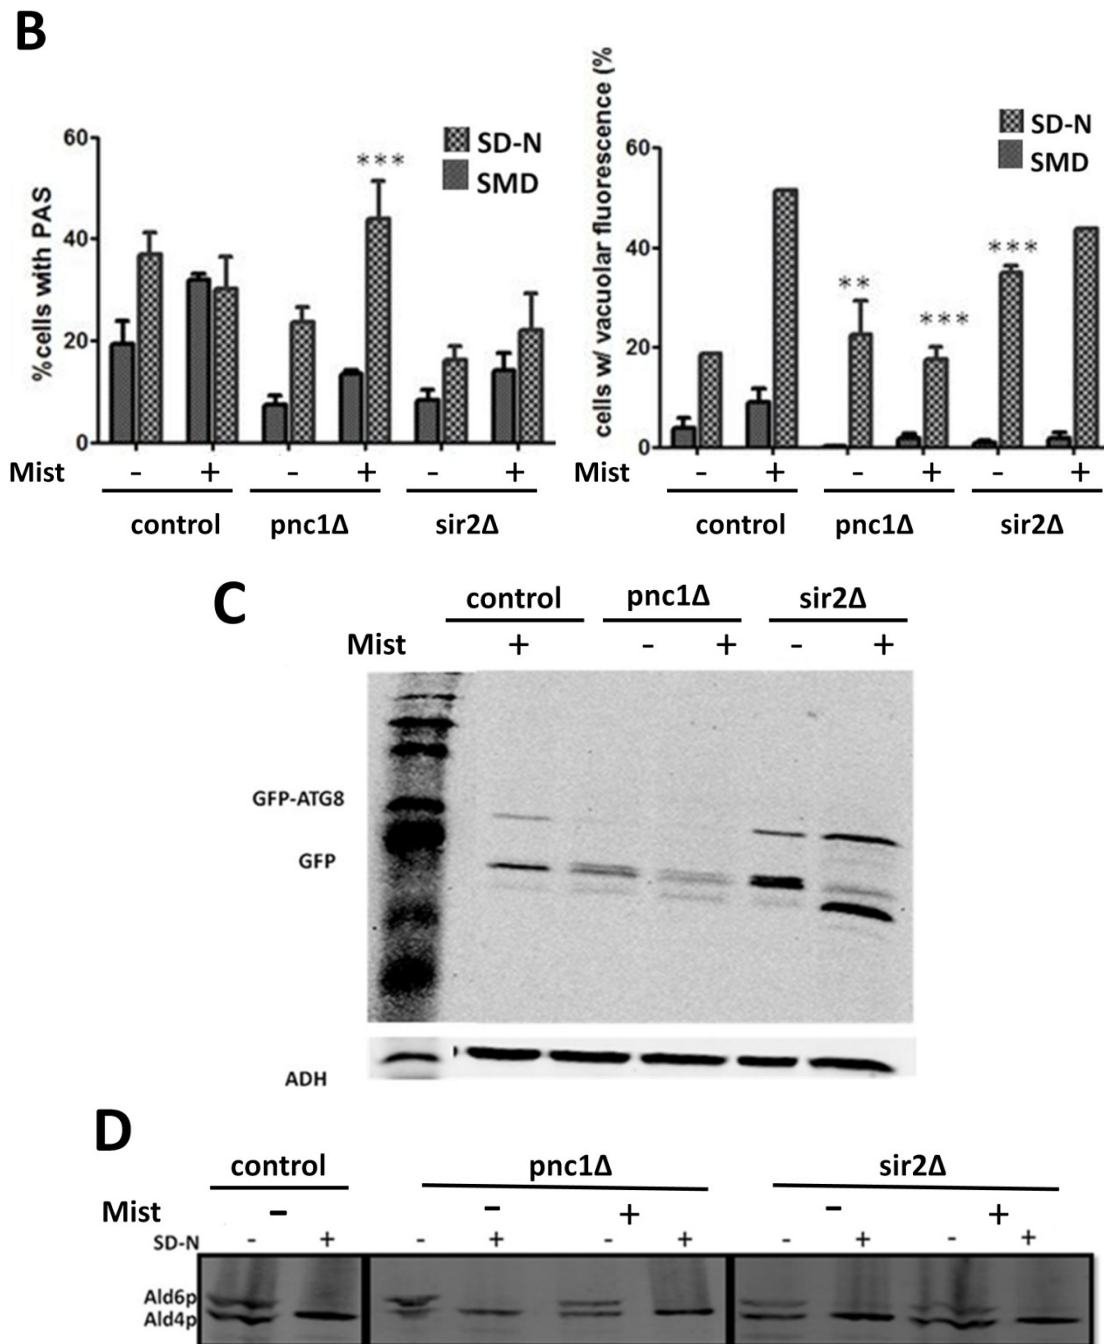 B
%cells with PAS
60
40
20
0
SD-N
SMD
***
Mist - + - + - +
control pnc1Δ sir2Δ
cells w/ vacuolar fluorescence (%
60
40
20
0
SD-N
SMD
**
***
***
Mist - + - + - +
control pnc1Δ sir2Δ
C
control pnc1Δ sir2Δ
Mist + - + - +
GFP-ATG8
GFP
ADH
D
control pnc1Δ sir2Δ
Mist - - + - +
SD-N - + - + - + - + - +
Ald6p
Ald4p